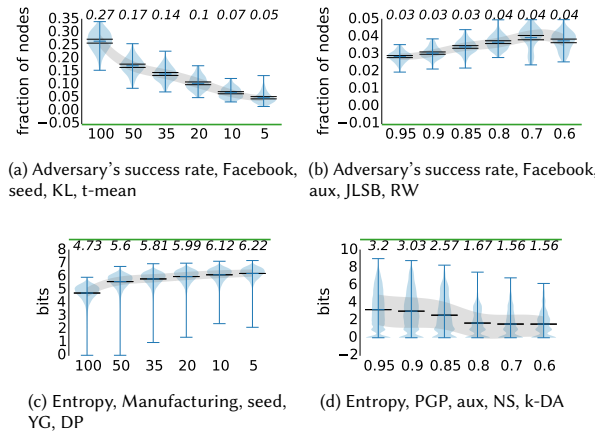 fraction of nodes
0.35
0.30
0.25
0.20
0.15
0.10
0.05
0.00
−0.05
0.27 0.17 0.14 0.1 0.07 0.05
100 50 35 20 10 5
(a) Adversary's success rate, Facebook,
seed, KL, t-mean
fraction of nodes
0.05
0.04
0.03
0.02
0.01
0.00
−0.01
0.03 0.03 0.03 0.04 0.04 0.04
0.95 0.9 0.85 0.8 0.7 0.6
(b) Adversary's success rate, Facebook,
aux, JLSB, RW
bits
8
7
6
5
4
3
2
1
0
4.73 5.6 5.81 5.99 6.12 6.22
100 50 35 20 10 5
(c) Entropy, Manufacturing, seed,
YG, DP
bits
10
8
6
4
2
0
−2
3.2 3.03 2.57 1.67 1.56 1.56
0.95 0.9 0.85 0.8 0.7 0.6
(d) Entropy, PGP, aux, NS, k-DA